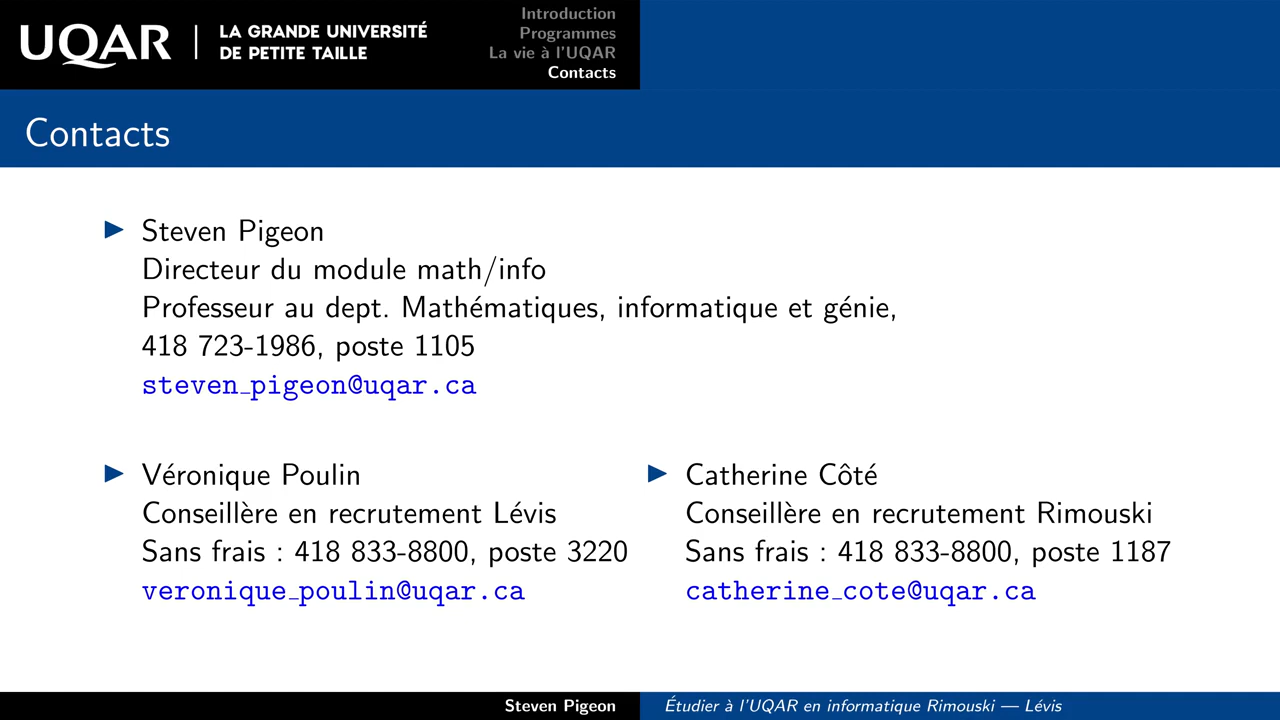 UQAR
LA GRANDE UNIVERSITÉ
DE PETITE TAILLE
Introduction
Programmes
La vie à l'UQAR
Contacts
Contacts
Steven Pigeon
Directeur du module math/info
Professeur au dept. Mathématiques, informatique et génie,
418 723-1986, poste 1105
steven_pigeon@uqar.ca
Véronique Poulin
Conseillère en recrutement Lévis
Sans frais : 418 833-8800, poste 3220
veronique_poulin@uqar.ca
Catherine Côté
Conseillère en recrutement Rimouski
Sans frais : 418 833-8800, poste 1187
catherine_cote@uqar.ca
Steven Pigeon
Étudier à l'UQAR en informatique Rimouski — Lévis